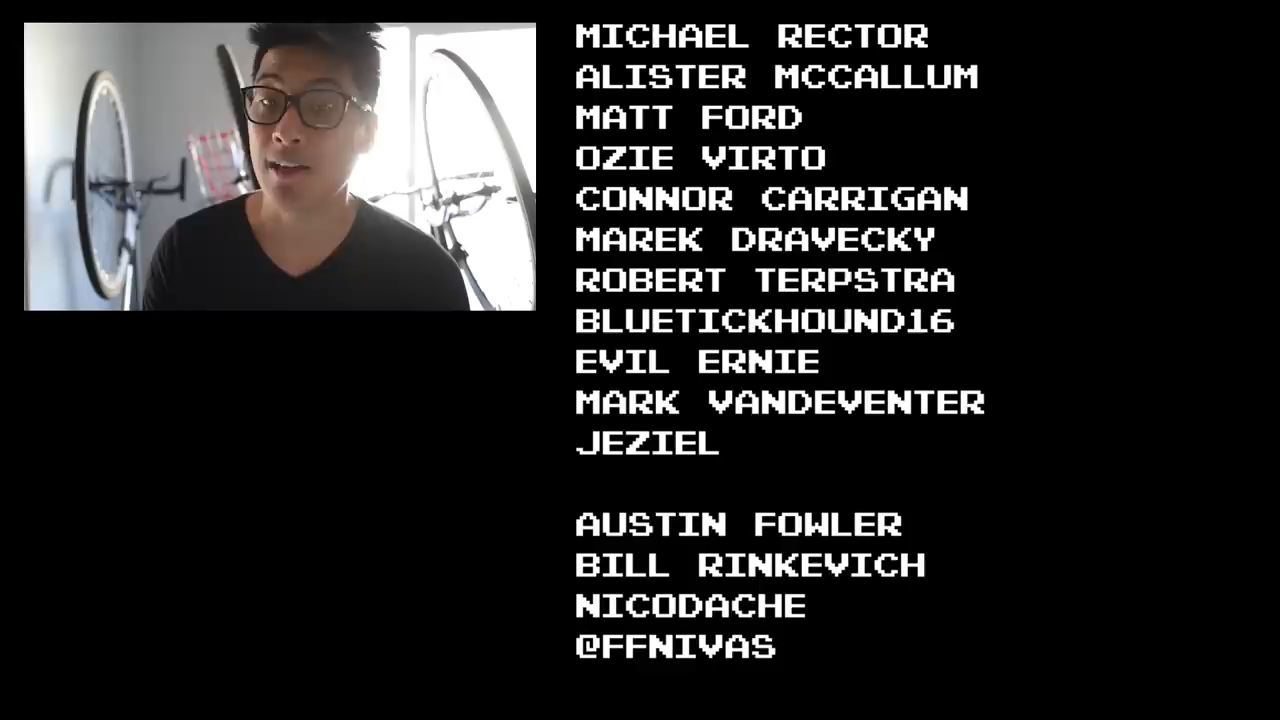 MICHAEL RECTOR
ALISTER MCCALLUM
MATT FORD
OZIE VIRTO
CONNOR CARRIGAN
MAREK DRAVECKY
ROBERT TERPSTRA
BLUETICKHOUND16
EVIL ERNIE
MARK VANDEVENTER
JEZIEL
AUSTIN FOWLER
BILL RINKEVICH
NICODACHE
@FFNIVAS